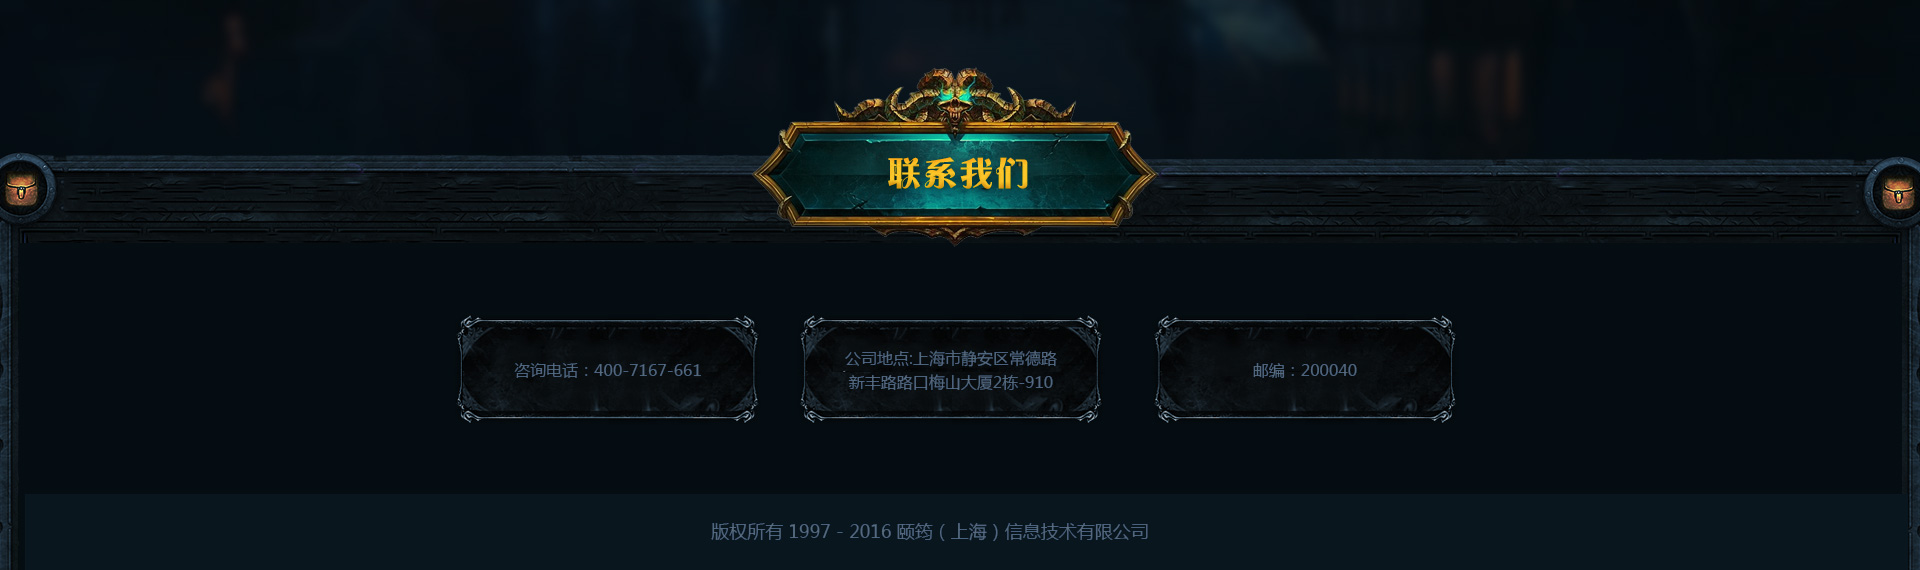 联系我们
咨询电话：400-7167-661
公司地点:上海市静安区常德路
新丰路路口梅山大厦2栋-910
邮编：200040
版权所有 1997 - 2016 颐筠（上海）信息技术有限公司